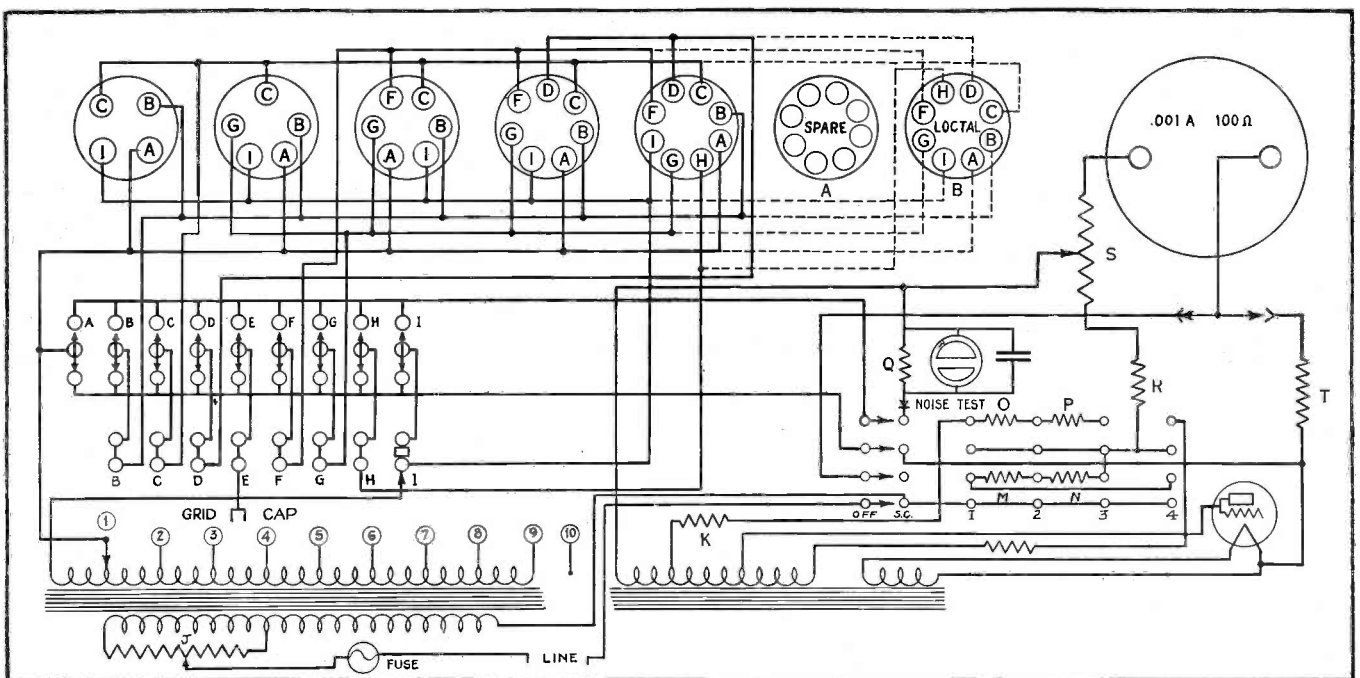 C B I A
C G B I A
F C G B A I
F D C G B I A
F D C B I G H A
SPARE
A
H D F C LOCTAL G B I A
B
.001 A 100 Ω
S
A B C D E F G H I
Q
NOISE TEST
O P
R
T
B C D E F G H I
M N
GRID CAP
OFF S.C. 1 2 3 4
K
1 2 3 4 5 6 7 8 9 10
J
FUSE
LINE